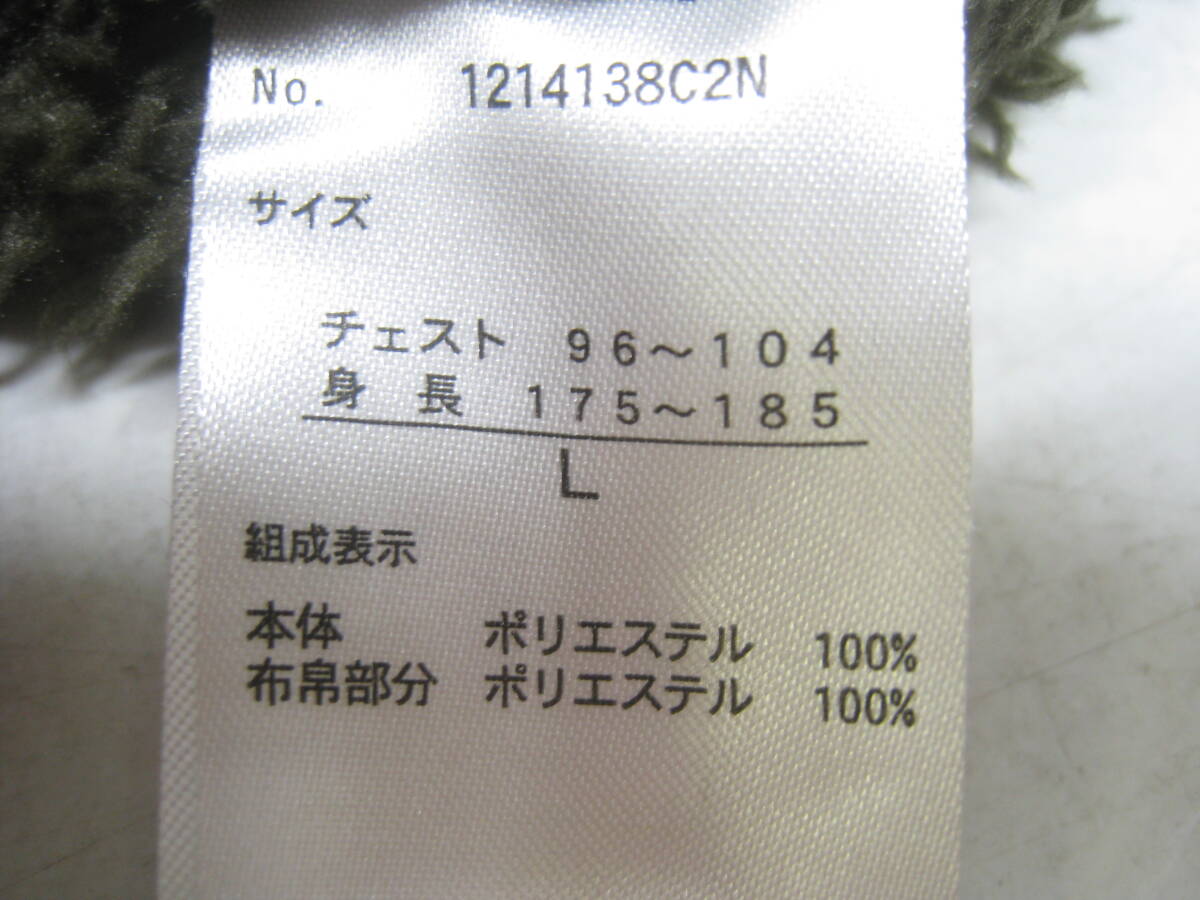 No. 1214138C2N
サイズ
チェスト 96～104
身長 175～185
L
組成表示
本体 ポリエステル 100%
布帛部分 ポリエステル 100%